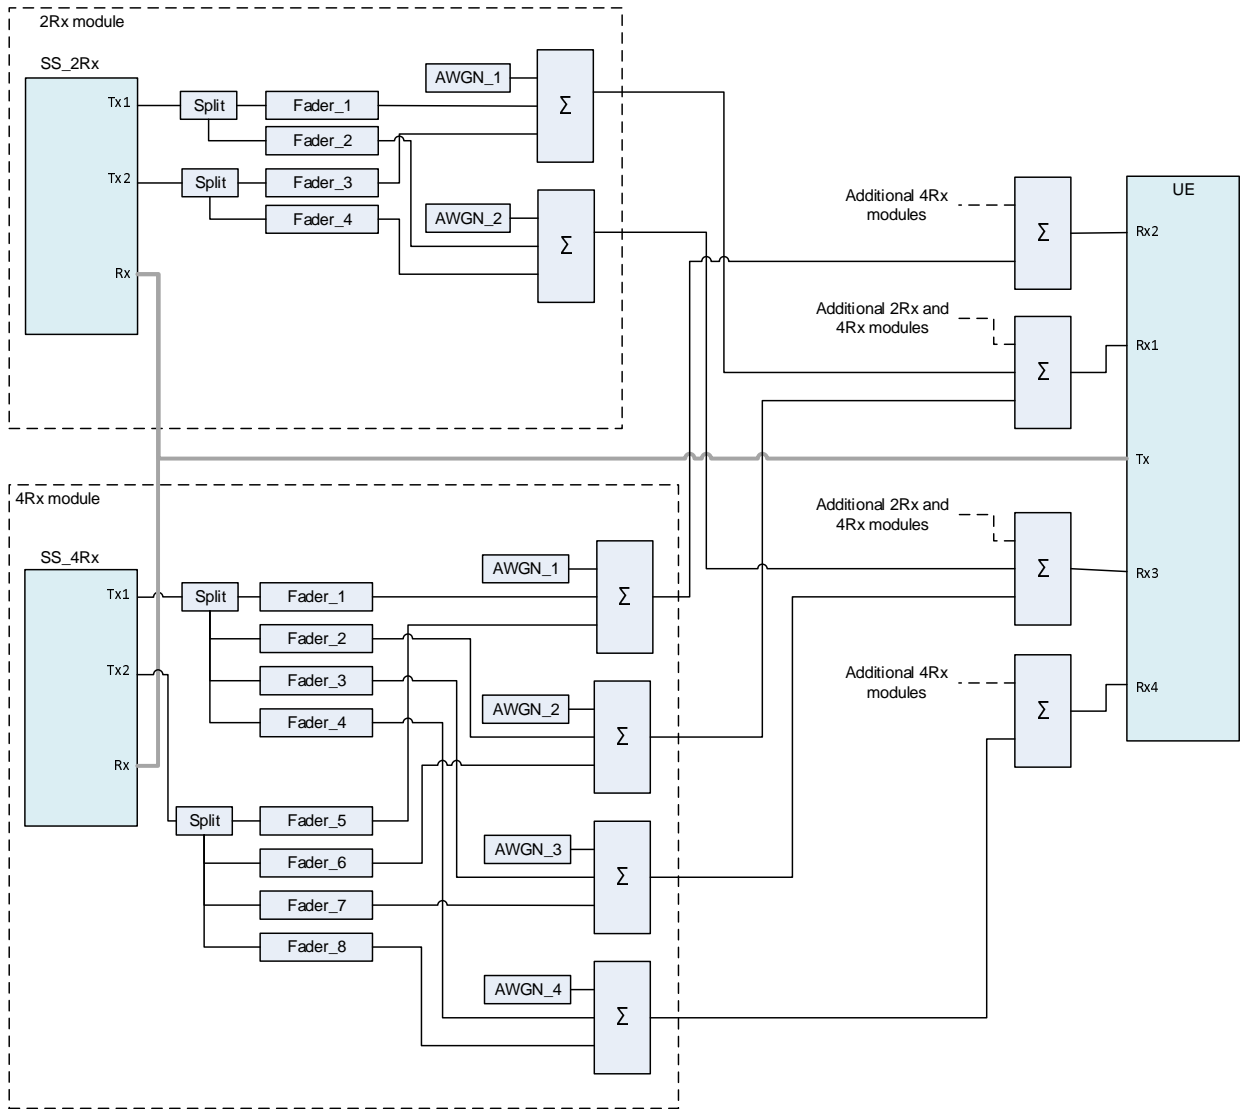 2Rx module
SS_2Rx
Tx1
Tx2
Rx
Split
Fader_1
Fader_2
Split
Fader_3
Fader_4
AWGN_1
Σ
AWGN_2
Σ
Additional 4Rx
modules
Σ
Additional 2Rx and
4Rx modules
Σ
UE
Rx2
Rx1
Tx
Rx3
Rx4
Additional 2Rx and
4Rx modules
Σ
Additional 4Rx
modules
Σ
4Rx module
SS_4Rx
Tx1
Tx2
Rx
Split
Fader_1
Fader_2
Fader_3
Fader_4
Split
Fader_5
Fader_6
Fader_7
Fader_8
AWGN_1
Σ
AWGN_2
Σ
AWGN_3
Σ
AWGN_4
Σ